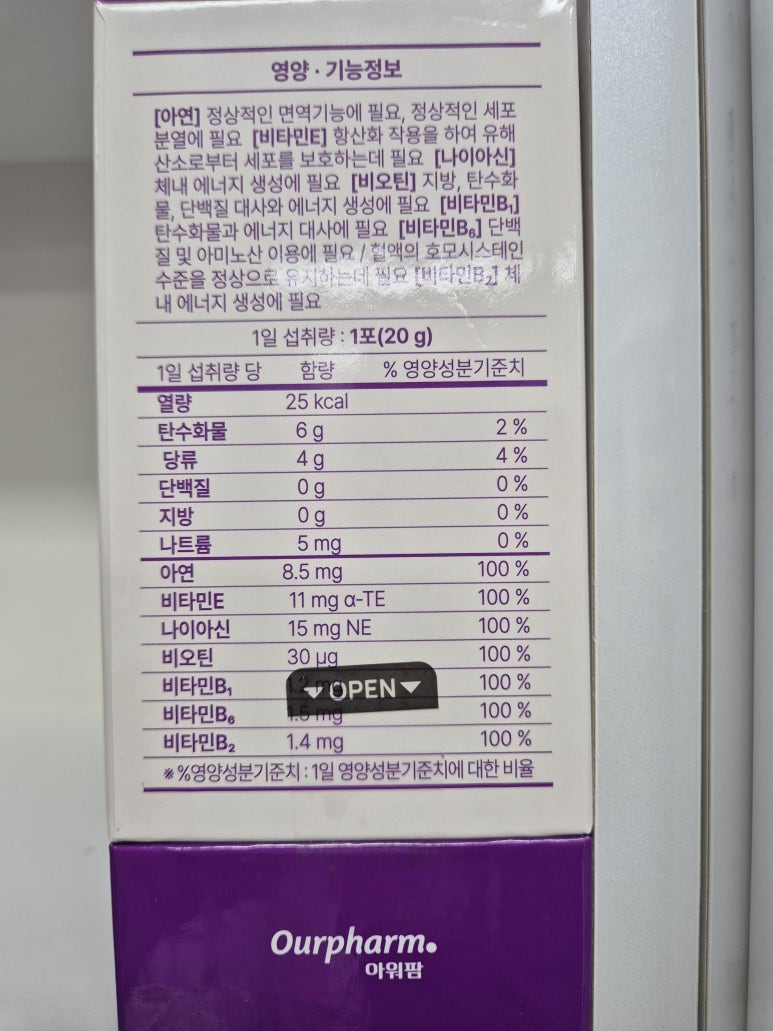 영양 · 기능정보
[아연] 정상적인 면역기능에 필요, 정상적인 세포
분열에 필요 [비타민E] 항산화 작용을 하여 유해
산소로부터 세포를 보호하는데 필요 [나이아신]
체내 에너지 생성에 필요 [비오틴] 지방, 탄수화
물, 단백질 대사와 에너지 생성에 필요 [비타민B₁]
탄수화물과 에너지 대사에 필요 [비타민B₆] 단백
질 및 아미노산 이용에 필요 / 혈액의 호모시스테인
수준을 정상으로 유지하는데 필요 [비타민B₂] 체
내 에너지 생성에 필요
1일 섭취량 : 1포(20 g)
1일 섭취량 당 함량 % 영양성분기준치
열량 25 kcal
탄수화물 6 g 2 %
당류 4 g 4 %
단백질 0 g 0 %
지방 0 g 0 %
나트륨 5 mg 0 %
아연 8.5 mg 100 %
비타민E 11 mg α-TE 100 %
나이아신 15 mg NE 100 %
비오틴 30 µg 100 %
비타민B₁ 1.2 mg 100 %
OPEN
비타민B₆ 1.5 mg 100 %
비타민B₂ 1.4 mg 100 %
※ %영양성분기준치 : 1일 영양성분기준치에 대한 비율
Ourpharm.
아워팜